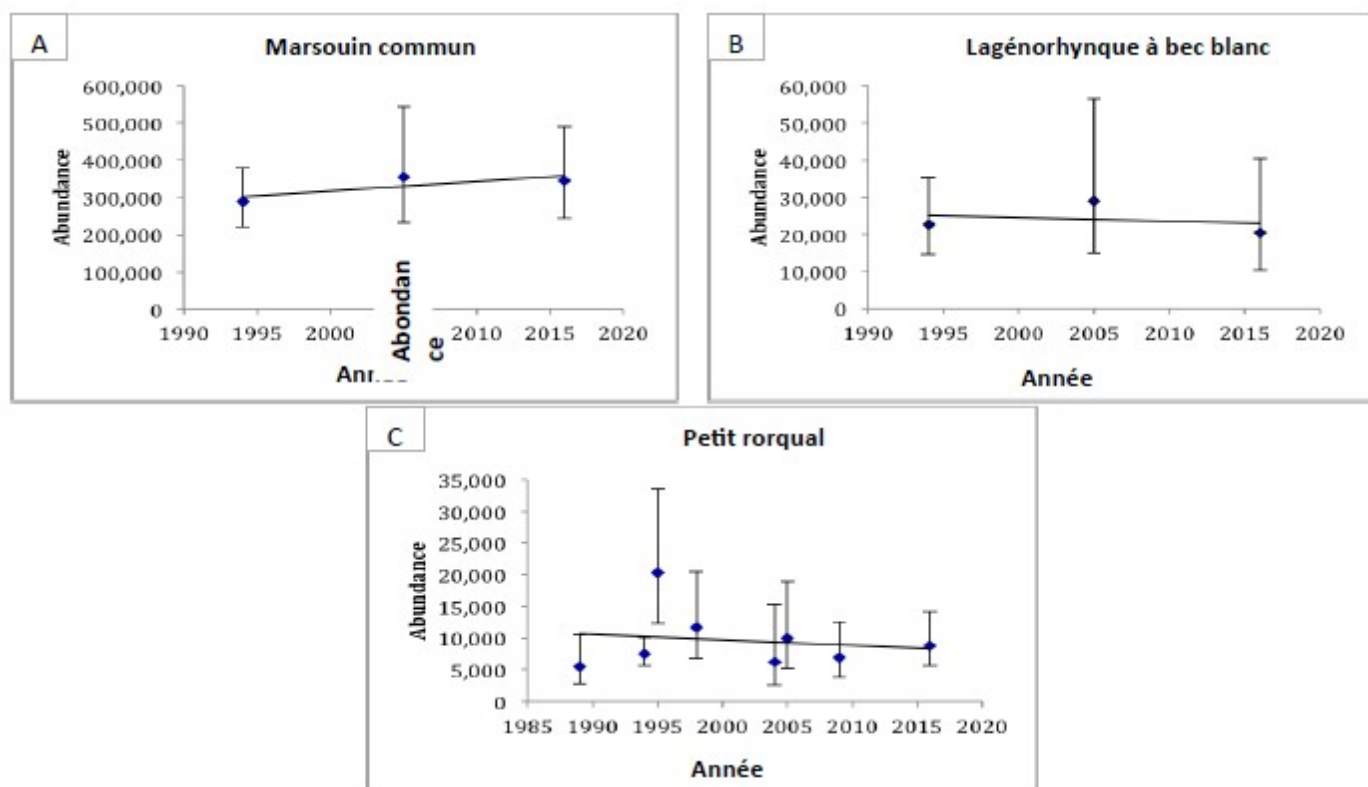 A
Marsouin commun
600,000
500,000
400,000
300,000
200,000
100,000
0
Abundance
1990 1995 2000 2010 2015 2020
Abondan
ce
B
Lagénorhynque à bec blanc
60,000
50,000
40,000
30,000
20,000
10,000
0
Abundance
1990 1995 2000 2005 2010 2015 2020
Année
C
Petit rorqual
35,000
30,000
25,000
20,000
15,000
10,000
5,000
0
Abundance
1985 1990 1995 2000 2005 2010 2015 2020
Année